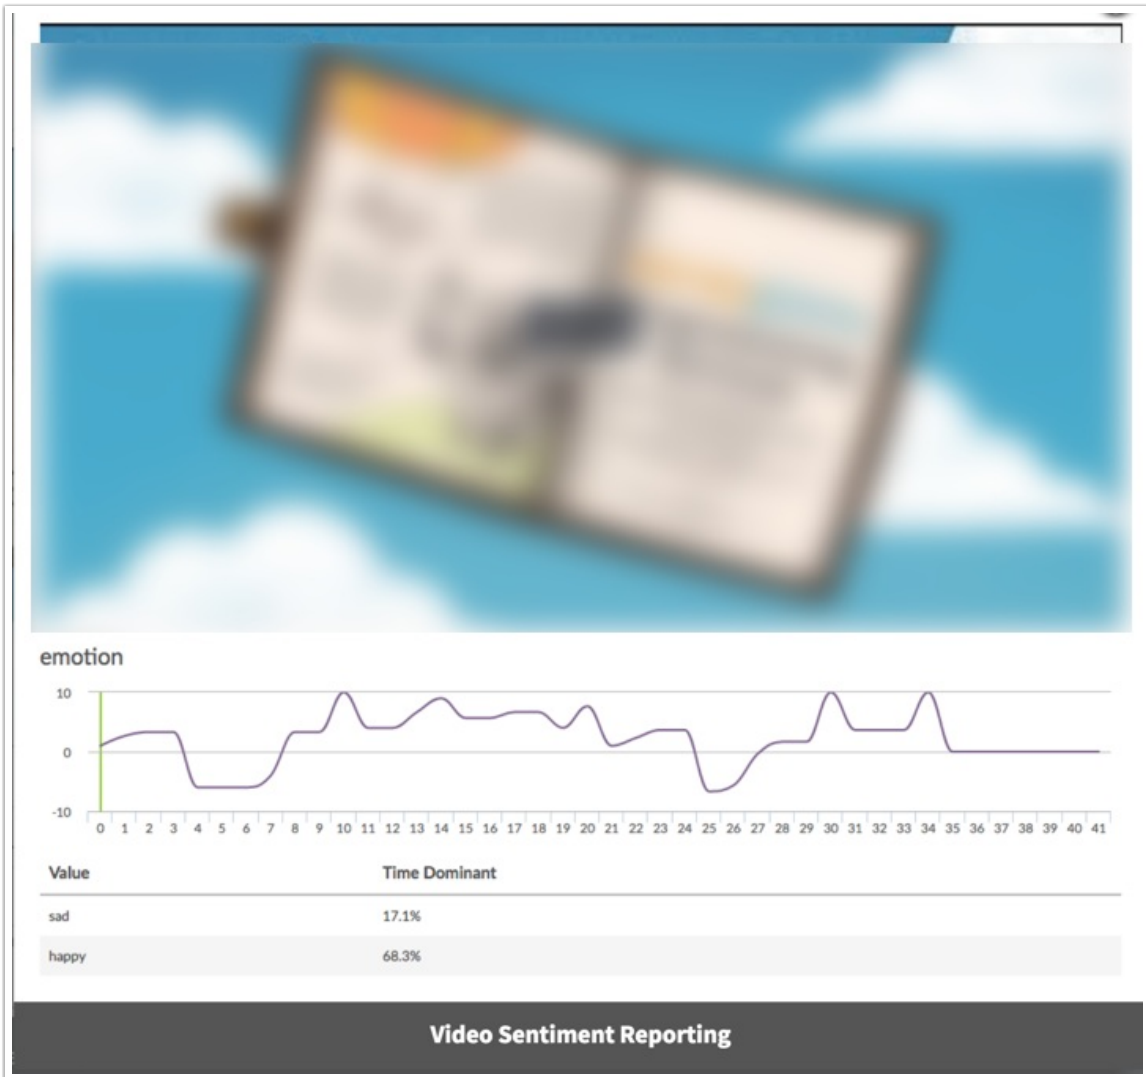 emotion
10
0
-10
0 1 2 3 4 5 6 7 8 9 10 11 12 13 14 15 16 17 18 19 20 21 22 23 24 25 26 27 28 29 30 31 32 33 34 35 36 37 38 39 40 41
Value Time Dominant
sad 17.1%
happy 68.3%
Video Sentiment Reporting